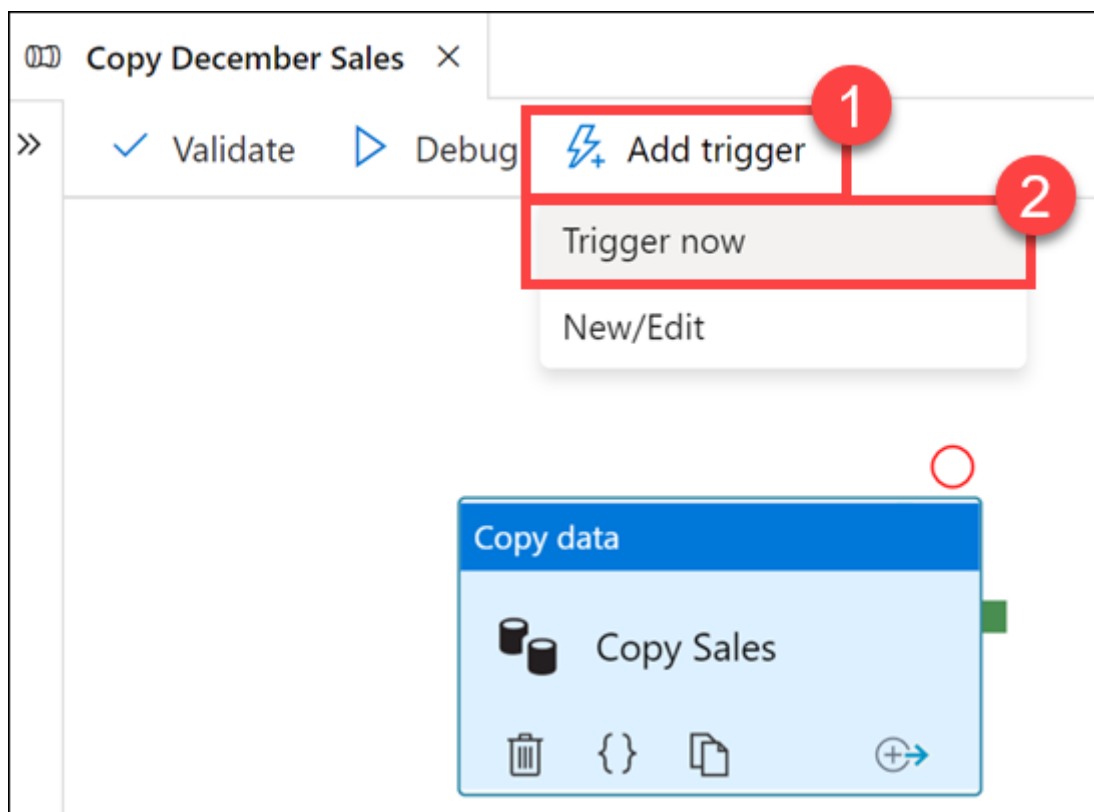 Copy December Sales
Validate Debug Add trigger
1
2
Trigger now
New/Edit
Copy data
Copy Sales
{}